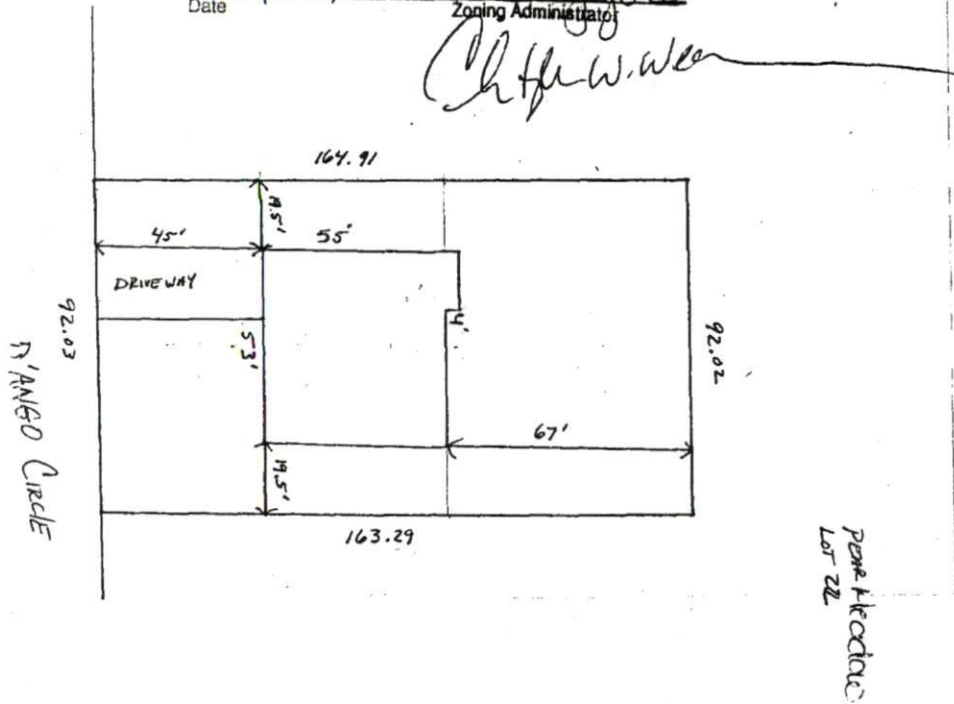 Date
Zoning Administrator
164.91
19.5'
45'
55'
DRIVEWAY
4'
53'
92.03
92.02
67'
19.5'
163.29
D'ANGO CIRCLE
LOT 22